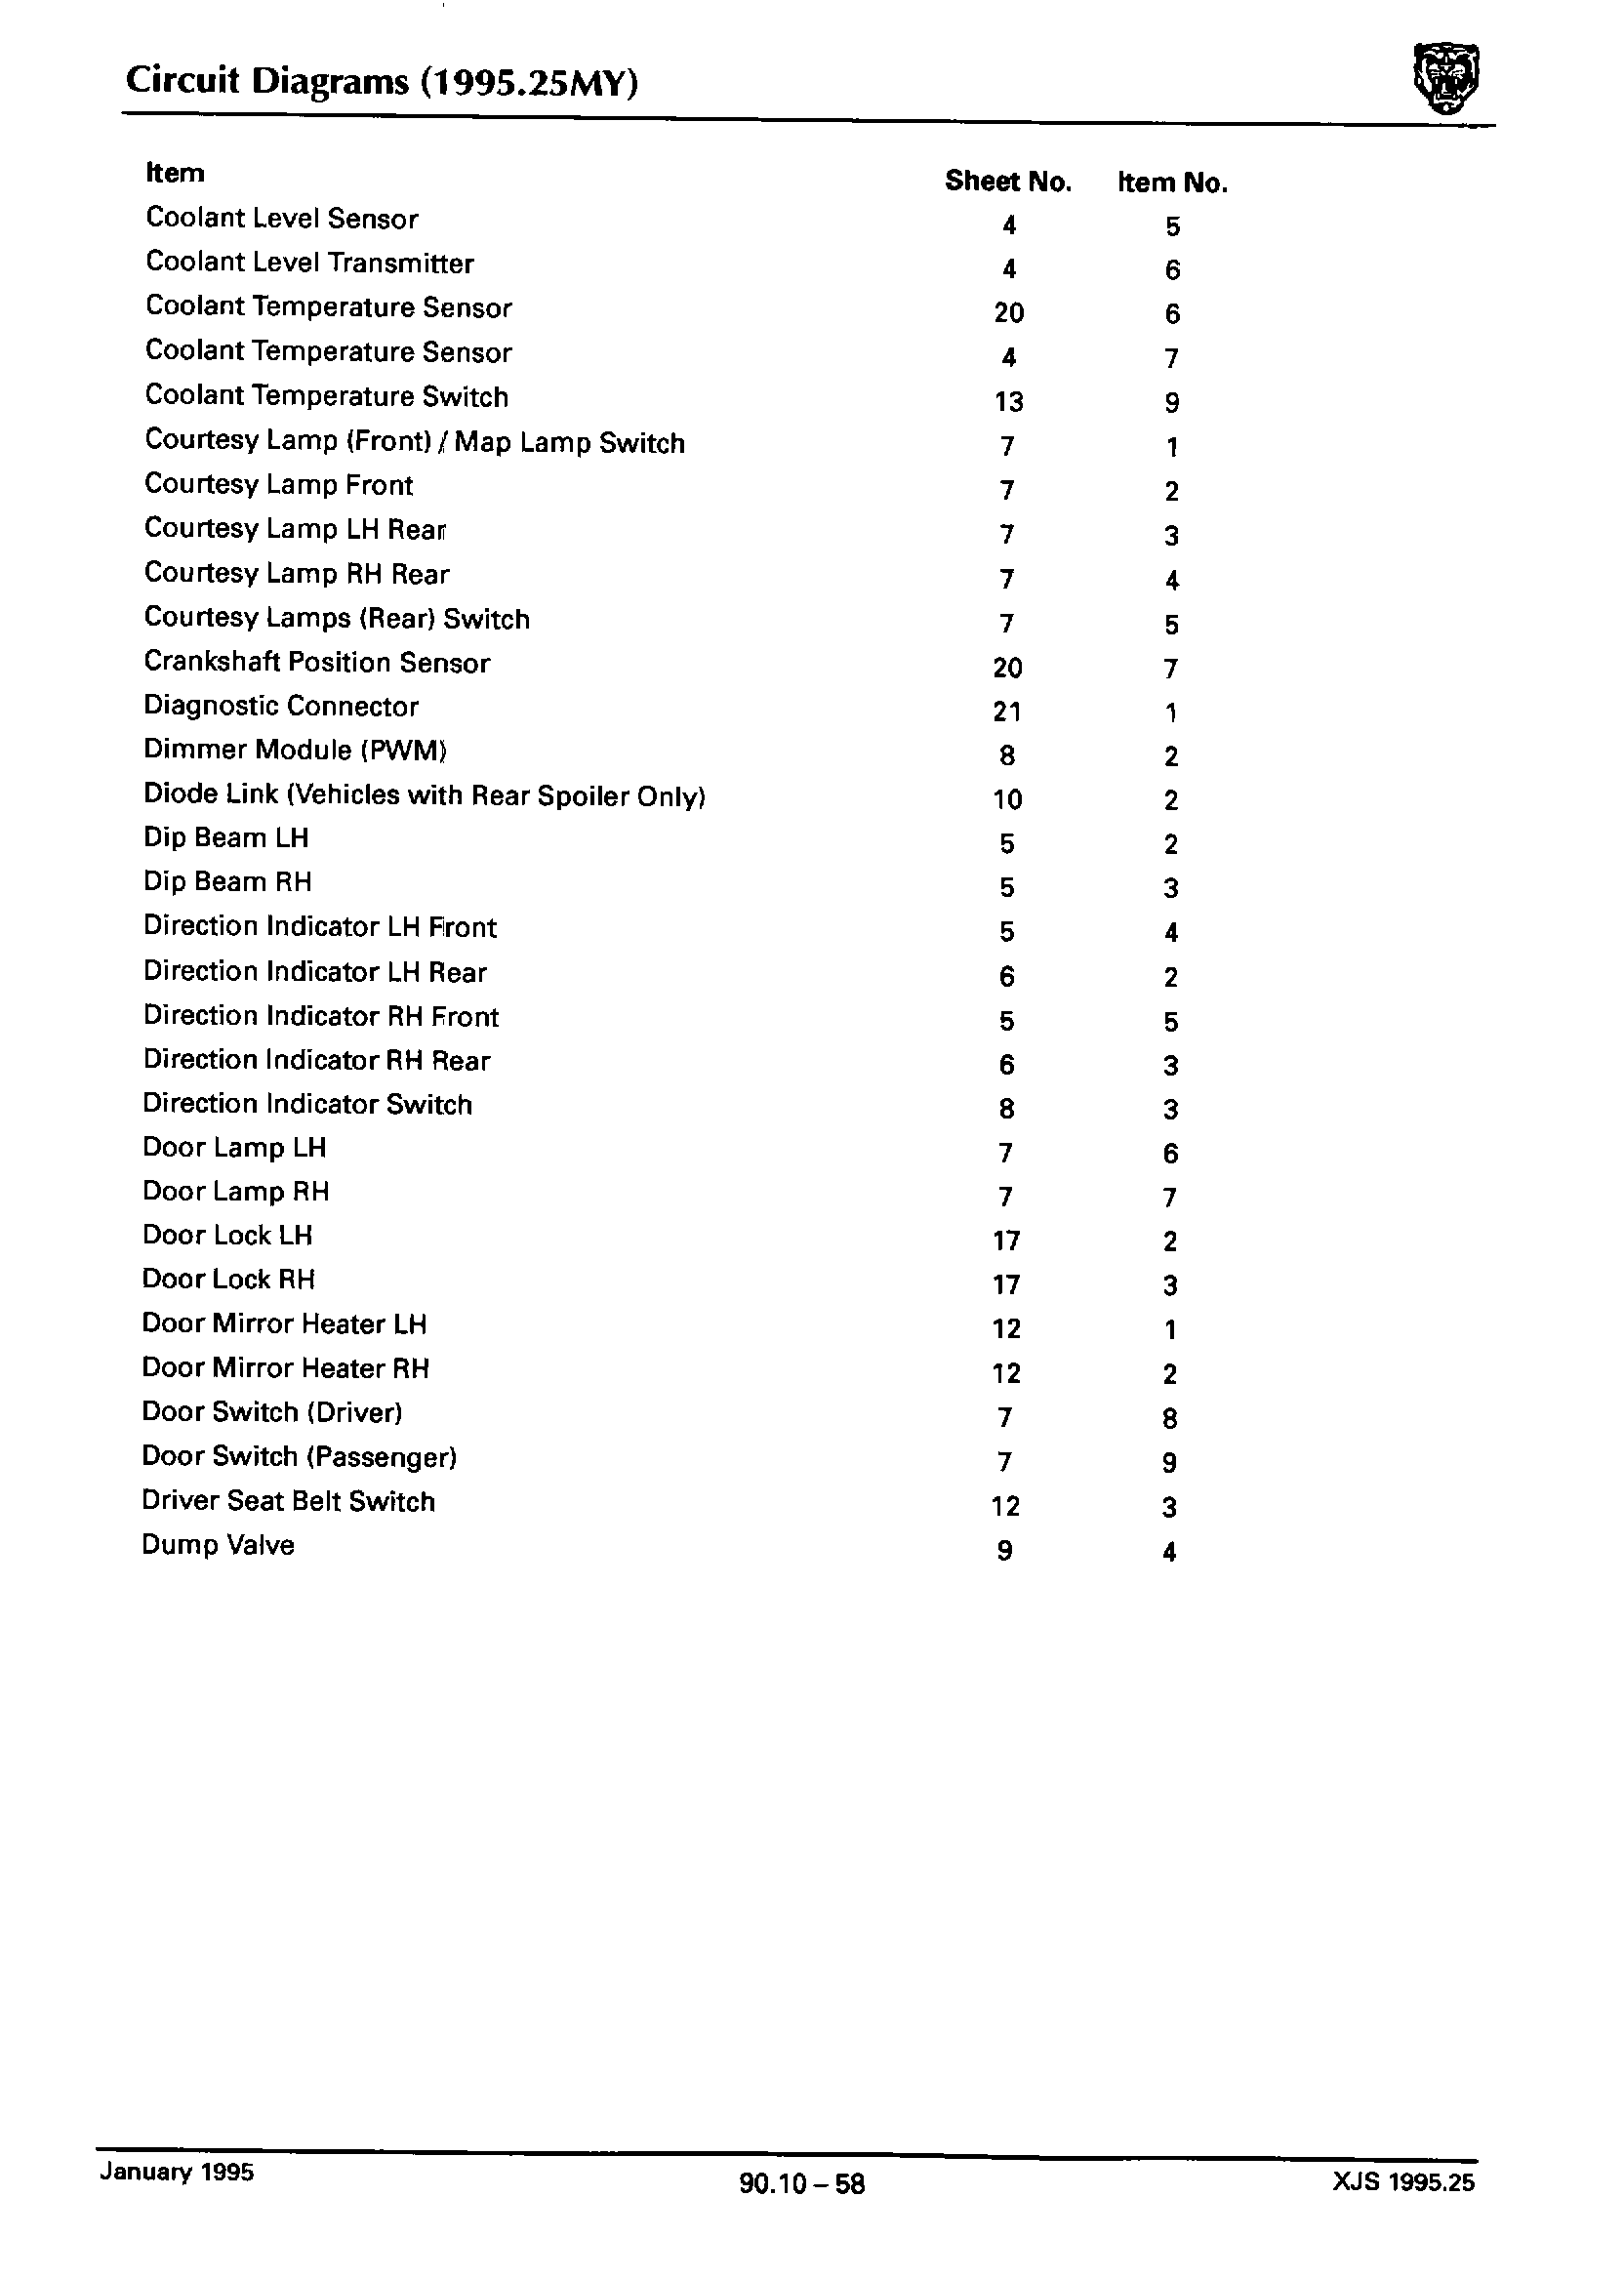 Circuit Diagrams (1995.25MY)
Item Sheet No. Item No.
Coolant Level Sensor 4 5
Coolant Level Transmitter 4 6
Coolant Temperature Sensor 20 6
Coolant Temperature Sensor 4 7
Coolant Temperature Switch 13 9
Courtesy Lamp (Front) / Map Lamp Switch 7 1
Courtesy Lamp Front 7 2
Courtesy Lamp LH Rear 7 3
Courtesy Lamp RH Rear 7 4
Courtesy Lamps (Rear) Switch 7 5
Crankshaft Position Sensor 20 7
Diagnostic Connector 21 1
Dimmer Module (PWM) 8 2
Diode Link (Vehicles with Rear Spoiler Only) 10 2
Dip Beam LH 5 2
Dip Beam RH 5 3
Direction Indicator LH Front 5 4
Direction Indicator LH Rear 6 2
Direction Indicator RH Front 5 5
Direction Indicator RH Rear 6 3
Direction Indicator Switch 8 3
Door Lamp LH 7 6
Door Lamp RH 7 7
Door Lock LH 17 2
Door Lock RH 17 3
Door Mirror Heater LH 12 1
Door Mirror Heater RH 12 2
Door Switch (Driver) 7 8
Door Switch (Passenger) 7 9
Driver Seat Belt Switch 12 3
Dump Valve 9 4
January 1995 90.10 – 58 XJS 1995.25